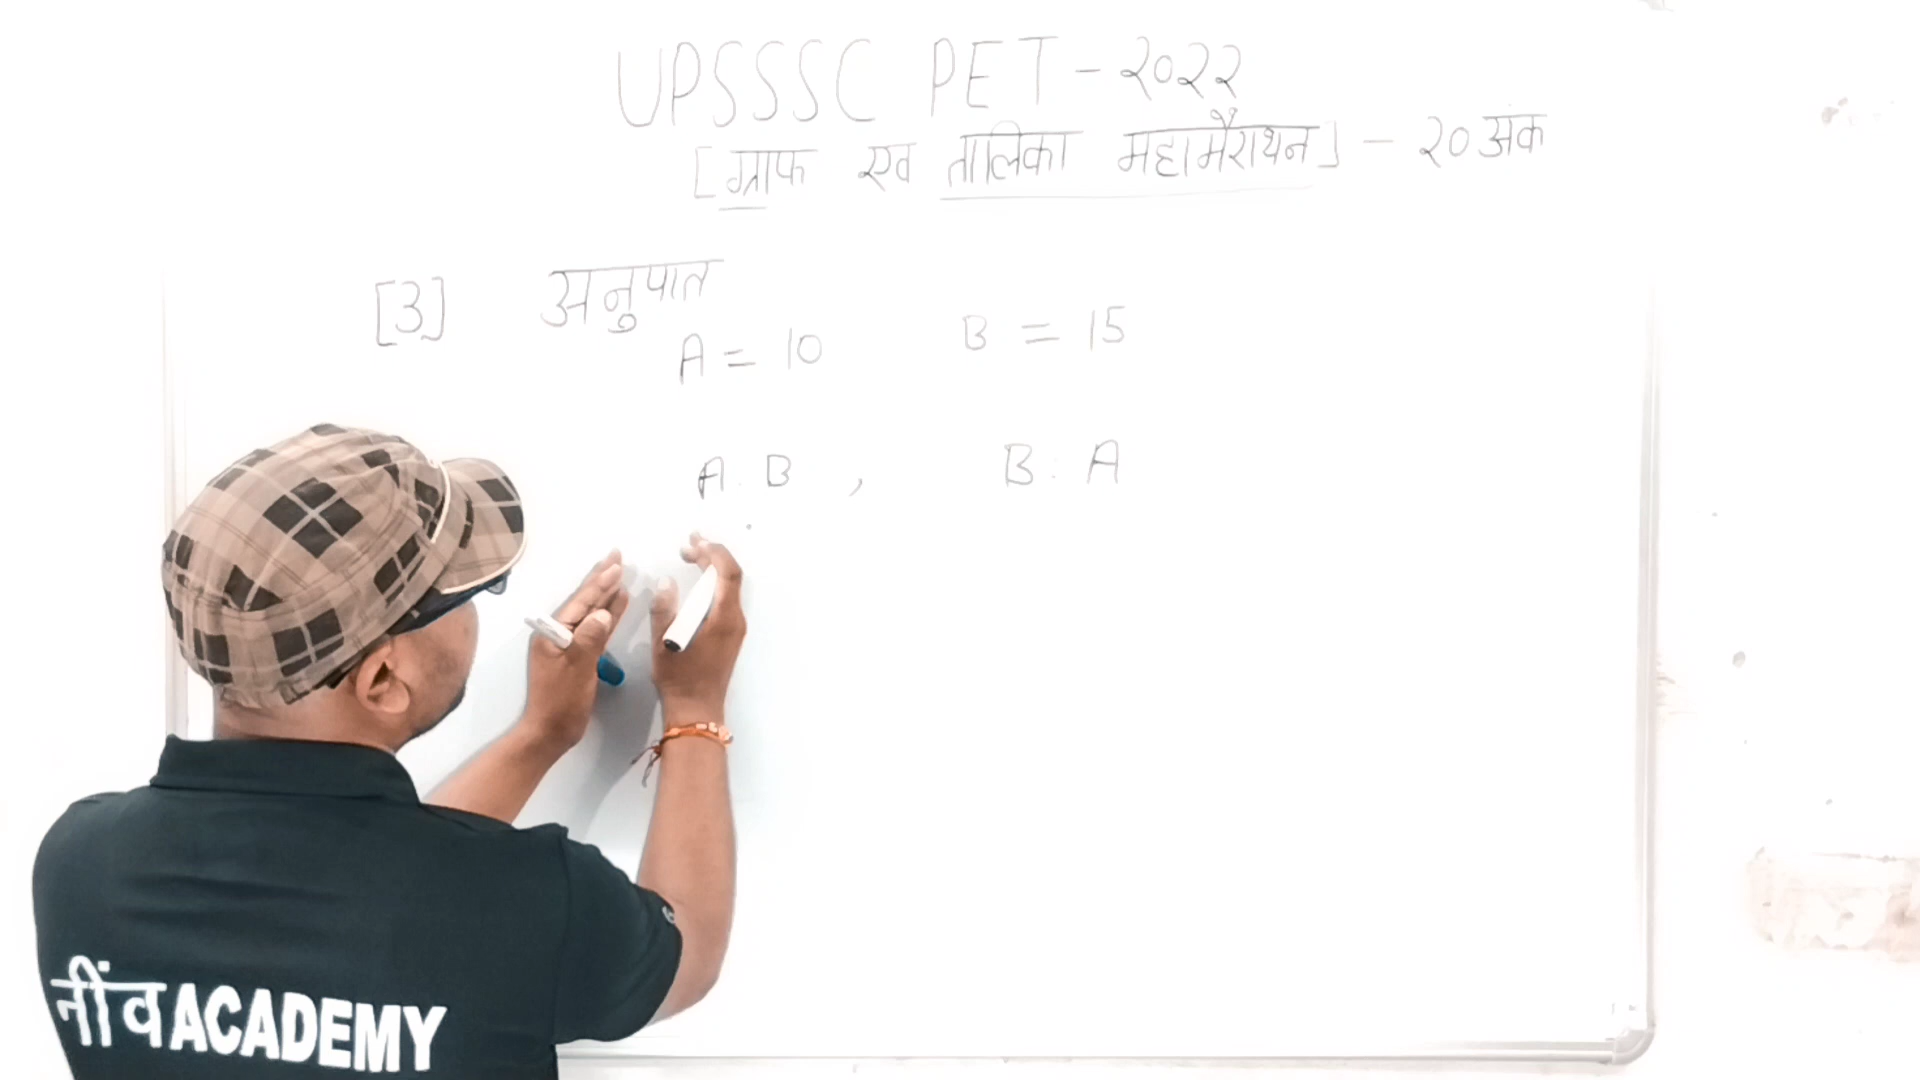 UPSSSC PET - २०२२
[ग्राफ एव तालिका महामैराथन] - २० अंक
[3] अनुपात
A = 10 B = 15
A : B , B : A
नींव ACADEMY